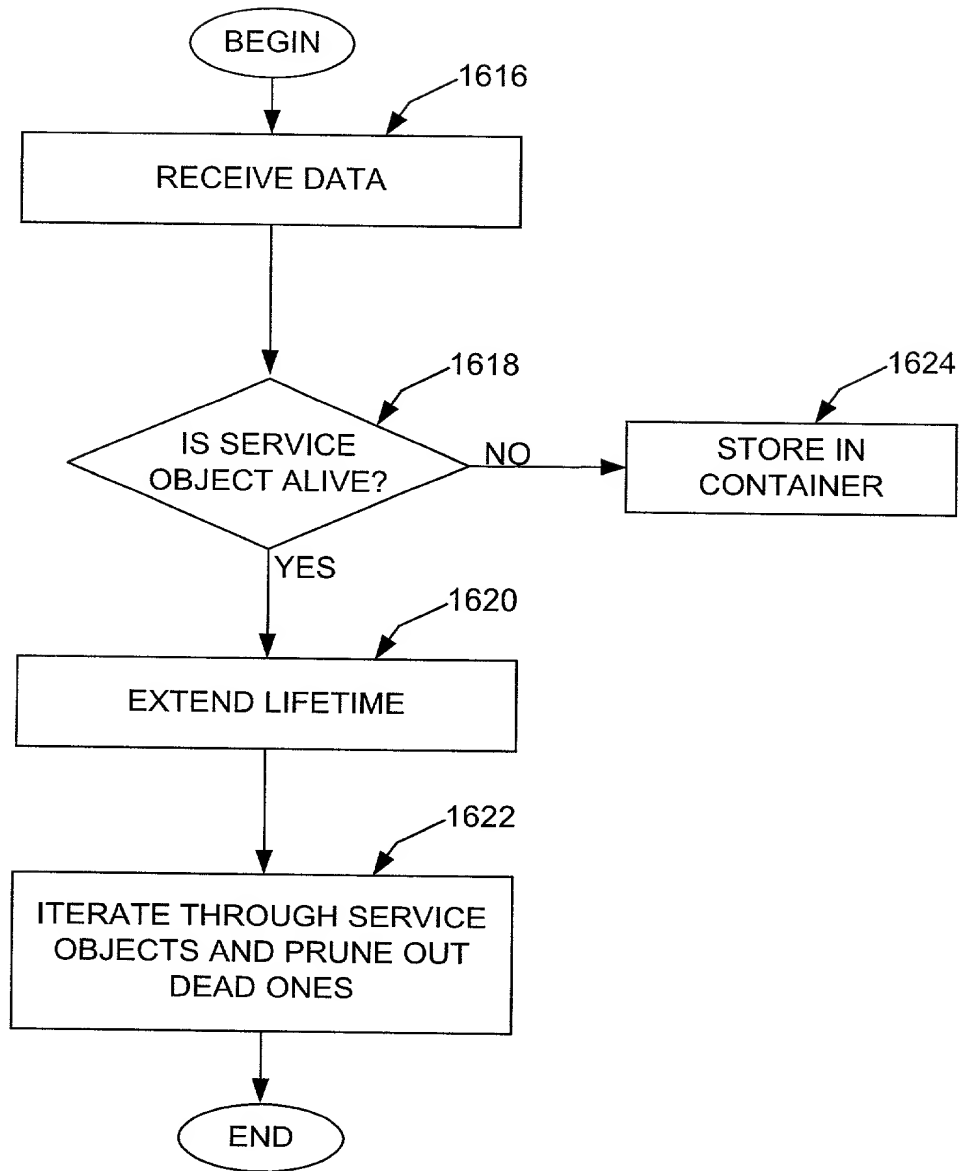 BEGIN
1616
RECEIVE DATA
1618
IS SERVICE
OBJECT ALIVE?
NO
1624
STORE IN
CONTAINER
YES
1620
EXTEND LIFETIME
1622
ITERATE THROUGH SERVICE
OBJECTS AND PRUNE OUT
DEAD ONES
END